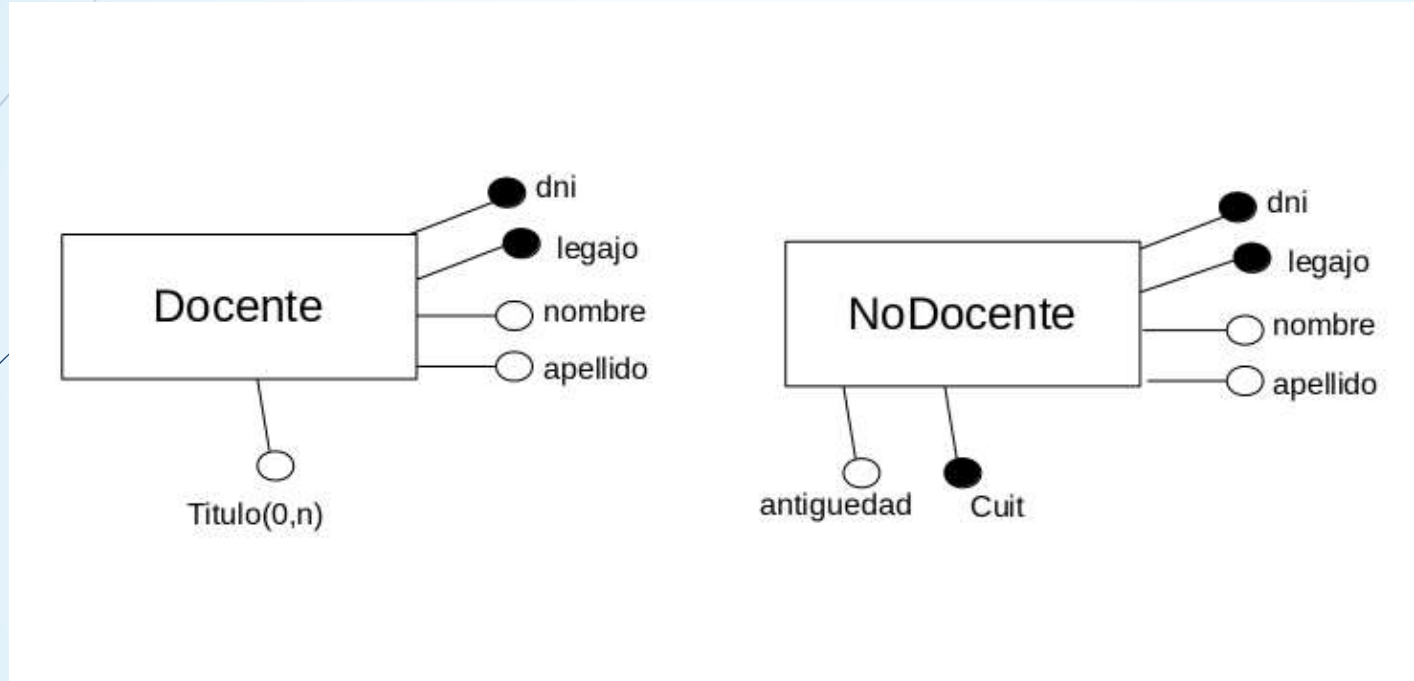 dni
legajo
Docente
nombre
apellido
Titulo(0,n)
dni
legajo
NoDocente
nombre
apellido
antiguedad
Cuit